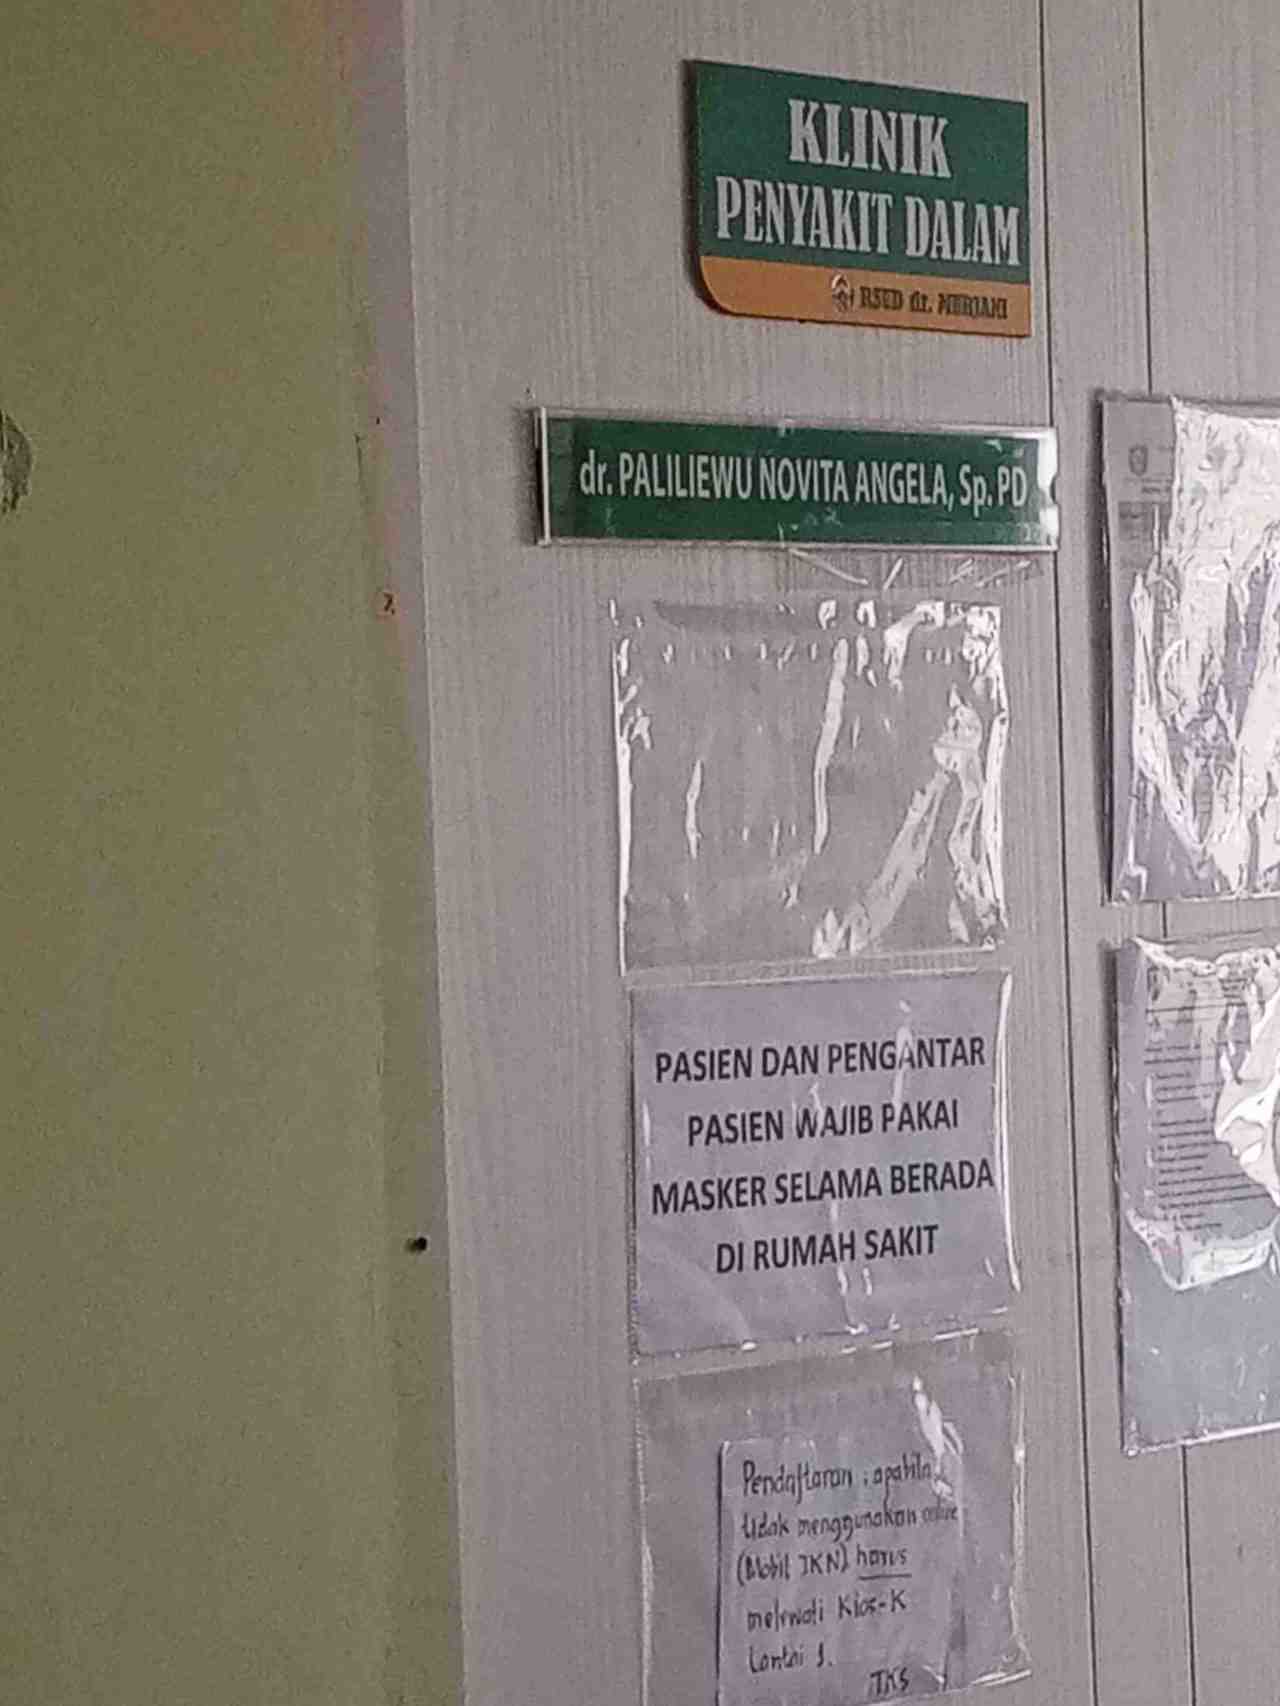 KLINIK
PENYAKIT DALAM
RSUD dr. MURJANI
dr. PALILIEWU NOVITA ANGELA, Sp. PD
PASIEN DAN PENGANTAR
PASIEN WAJIB PAKAI
MASKER SELAMA BERADA
DI RUMAH SAKIT
Pendaftaran : apabila
tidak menggunakan online
(Mobil JKN) harus
melewati Kios-K
Lantai 1.
TKS